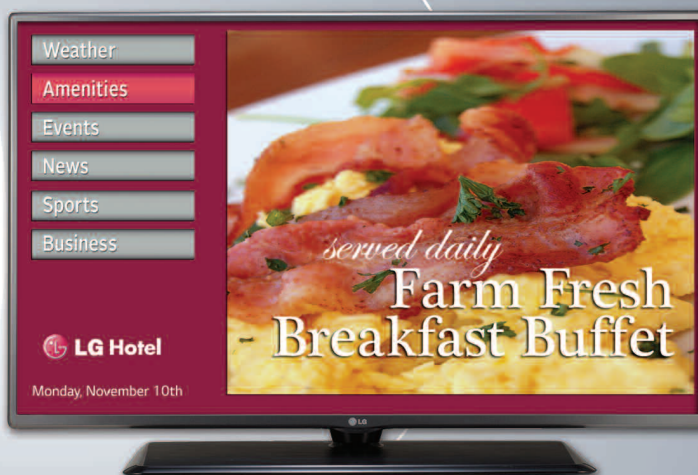 Weather
Amenities
Events
News
Sports
Business
LG Hotel
Monday, November 10th
served daily
Farm Fresh
Breakfast Buffet
LG